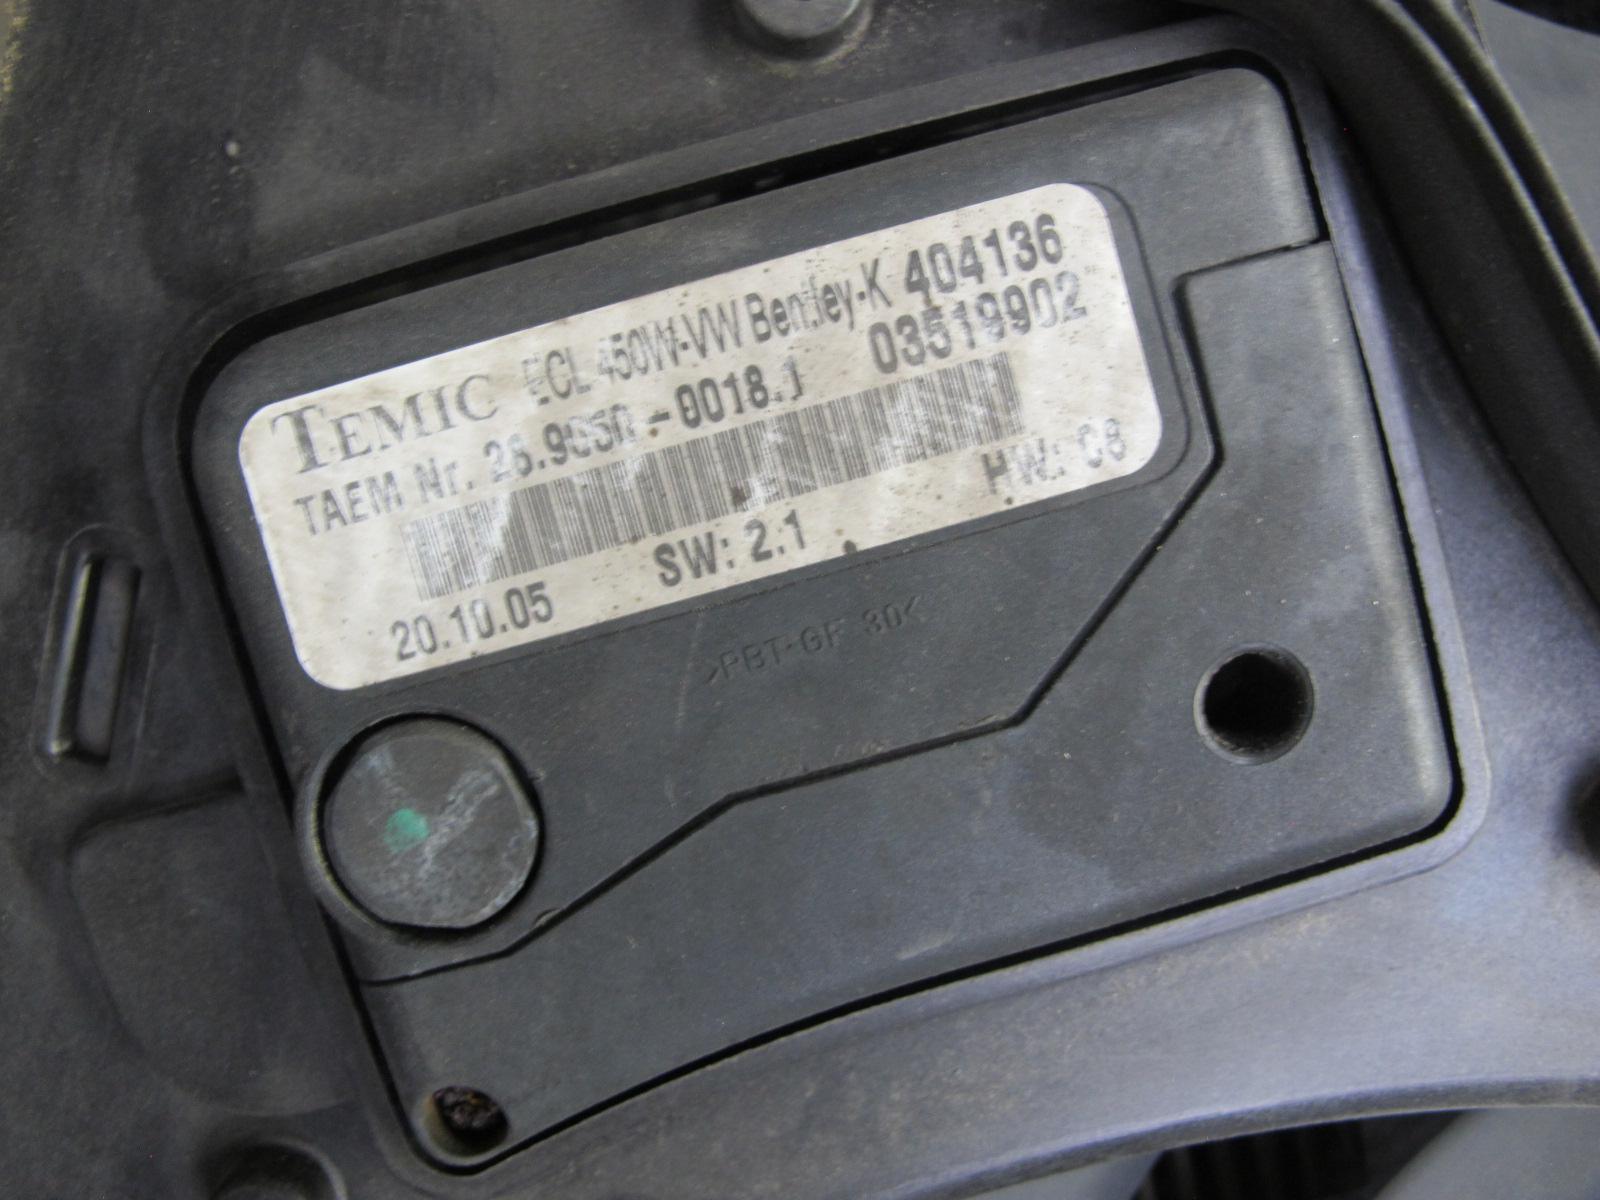 TEMIC ECL 450W-VW Bentley-K 404136
TAEM Nr. 26.9050-0018.1 03519902
HW: C8
20.10.05 SW: 2.1
>PBT-GF 30<